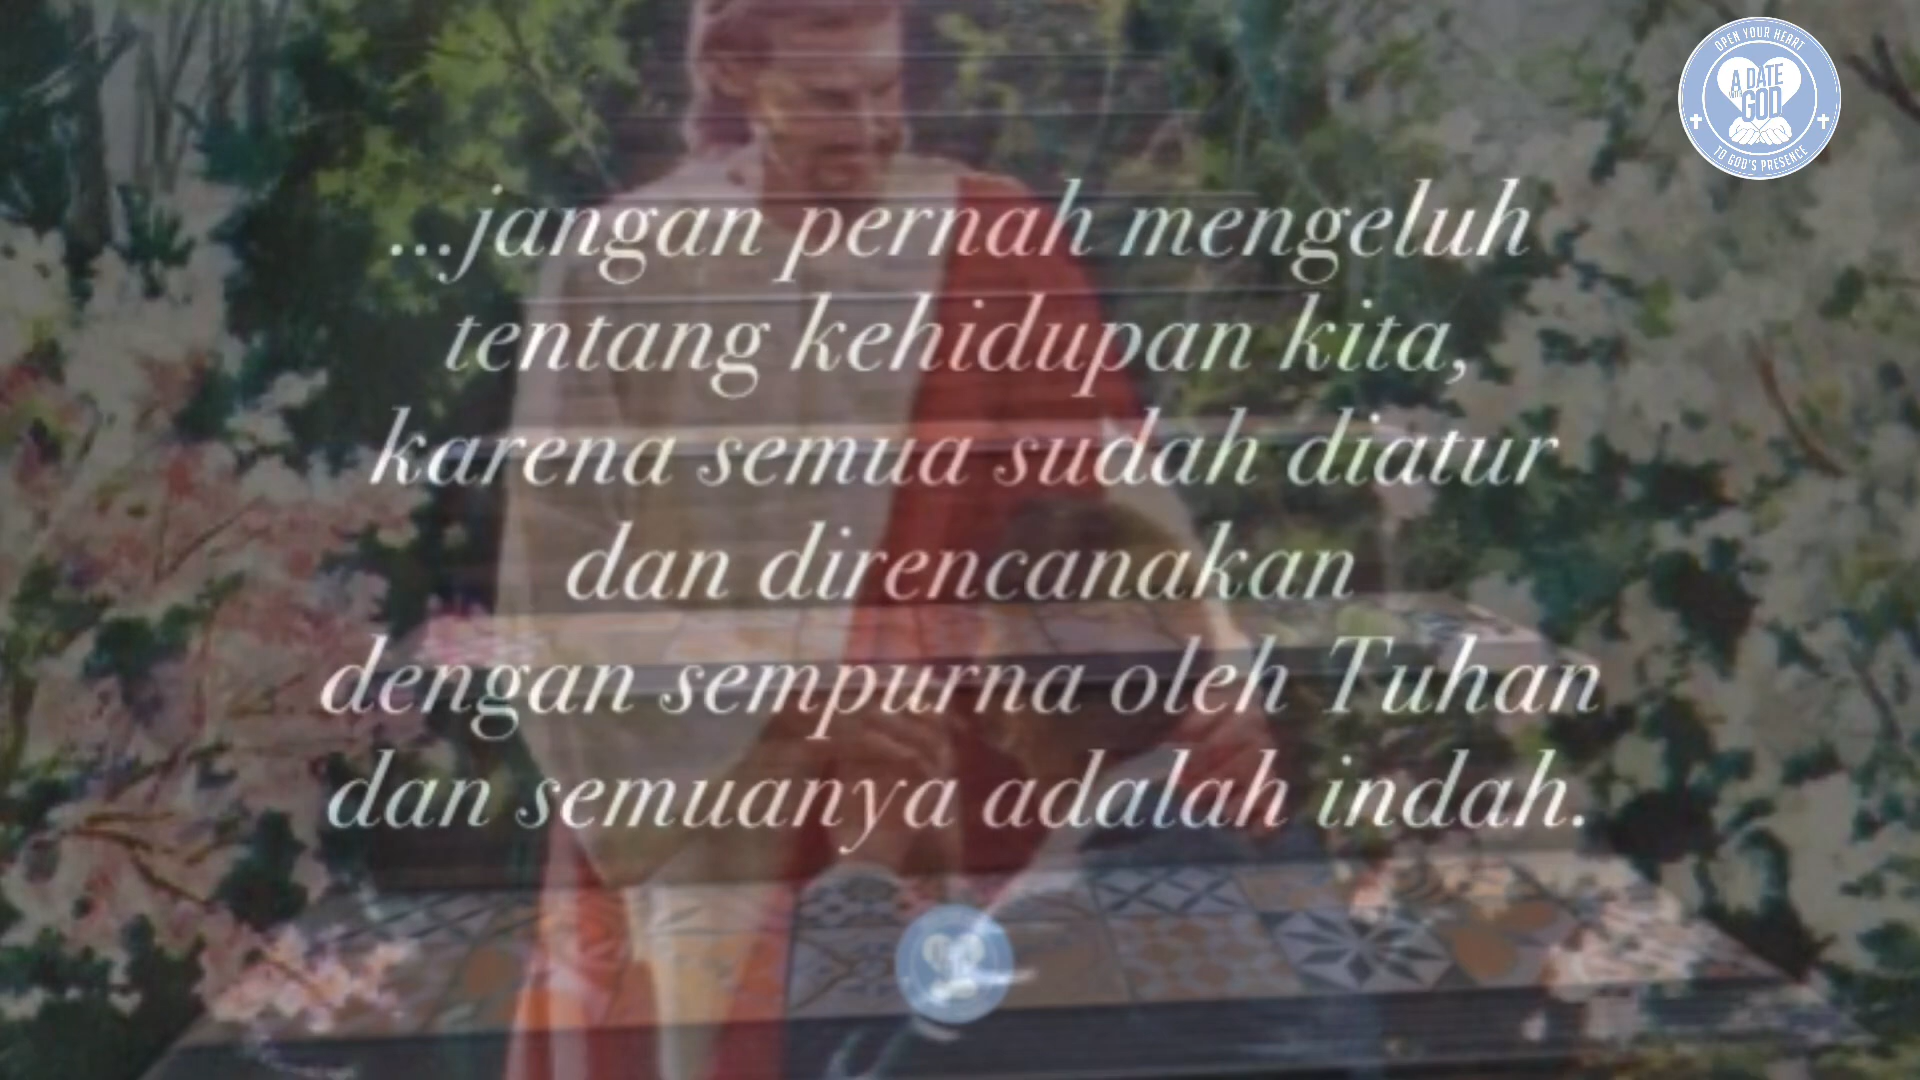 OPEN YOUR HEART
A DATE
GOD
TO GOD'S PRESENCE
...jangan pernah mengeluh
tentang kehidupan kita,
karena semua sudah diatur
dan direncanakan
dengan sempurna oleh Tuhan
dan semuanya adalah indah.